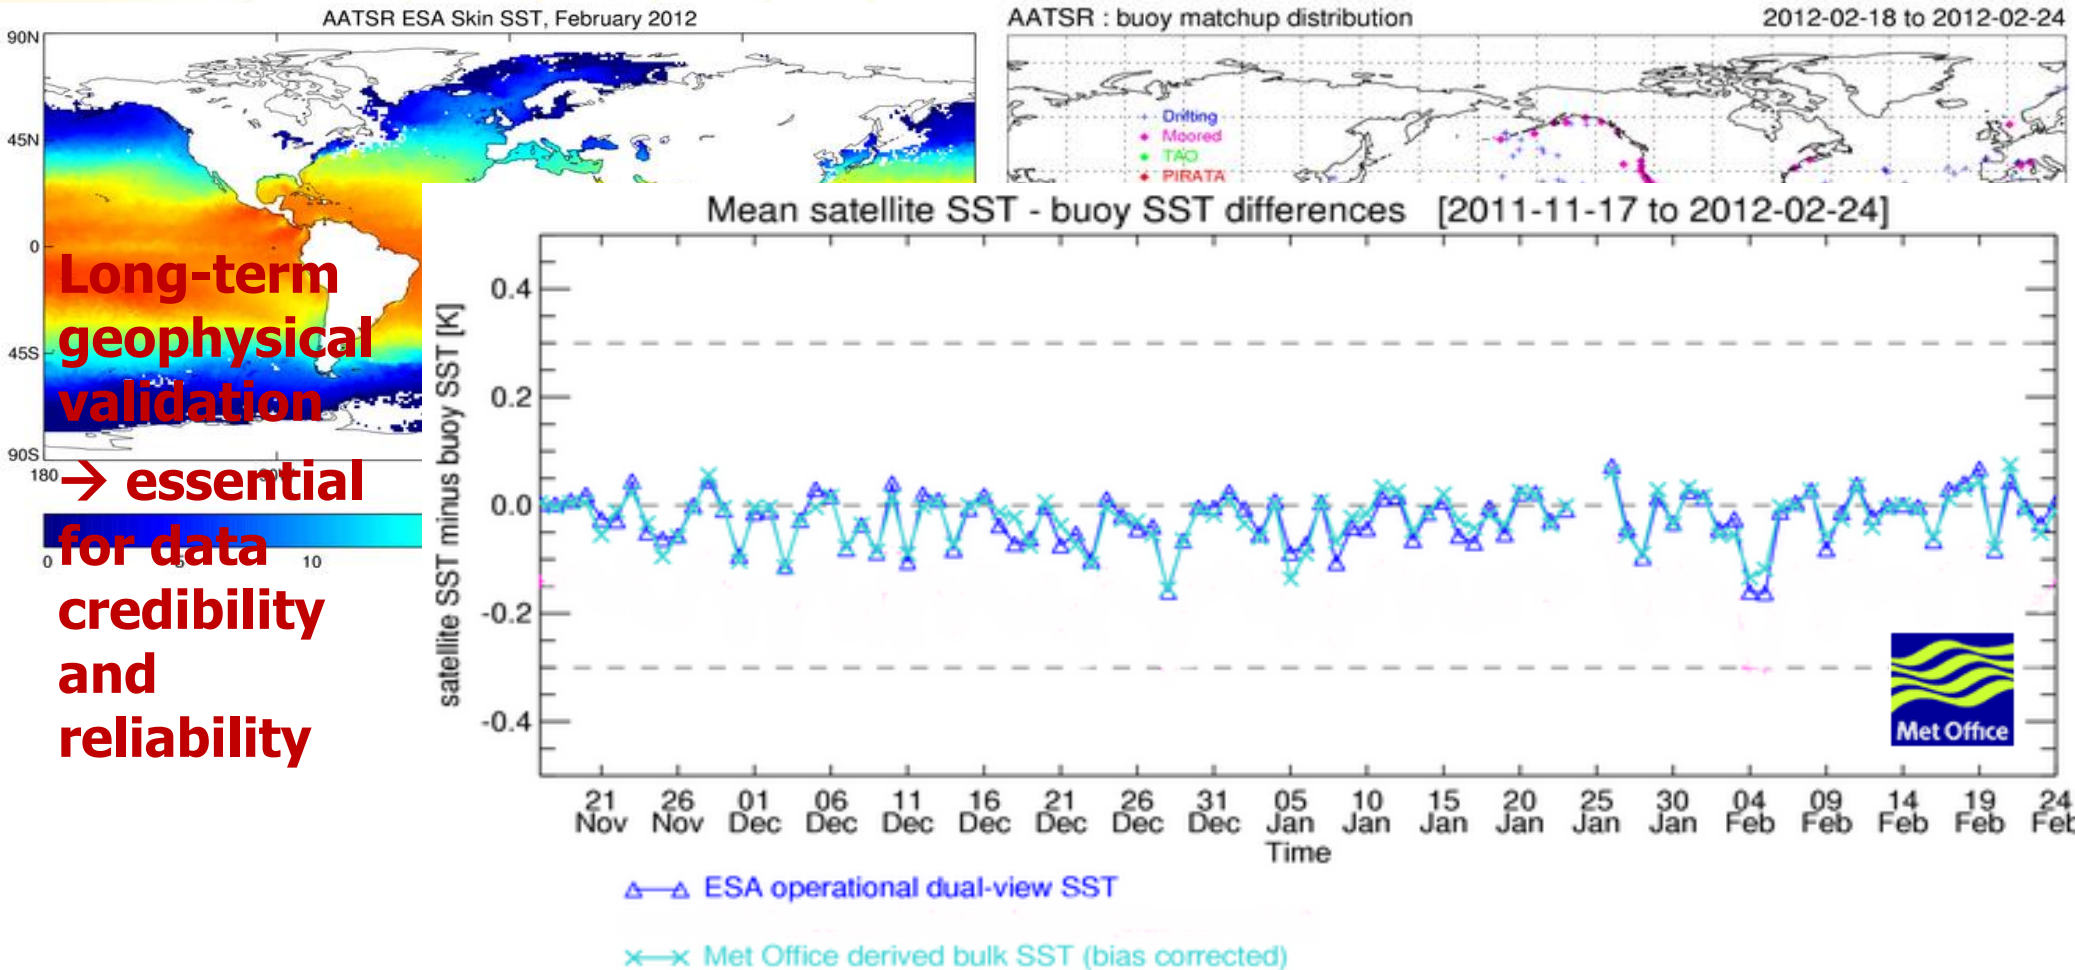 AATSR ESA Skin SST, February 2012
90N
45N
0
45S
90S
180
0
5
10
AATSR : buoy matchup distribution
2012-02-18 to 2012-02-24
Drifting
Moored
TAO
PIRATA
Long-term
geophysical
validation
→ essential
for data
credibility
and
reliability
Mean satellite SST - buoy SST differences [2011-11-17 to 2012-02-24]
satellite SST minus buoy SST [K]
0.4
0.2
0.0
-0.2
-0.4
21 26 01 06 11 16 21 26 31 05 10 15 20 25 30 04 09 14 19 24
Nov Nov Dec Dec Dec Dec Dec Dec Dec Jan Jan Jan Jan Jan Jan Feb Feb Feb Feb Feb
Time
Met Office
ESA operational dual-view SST
Met Office derived bulk SST (bias corrected)